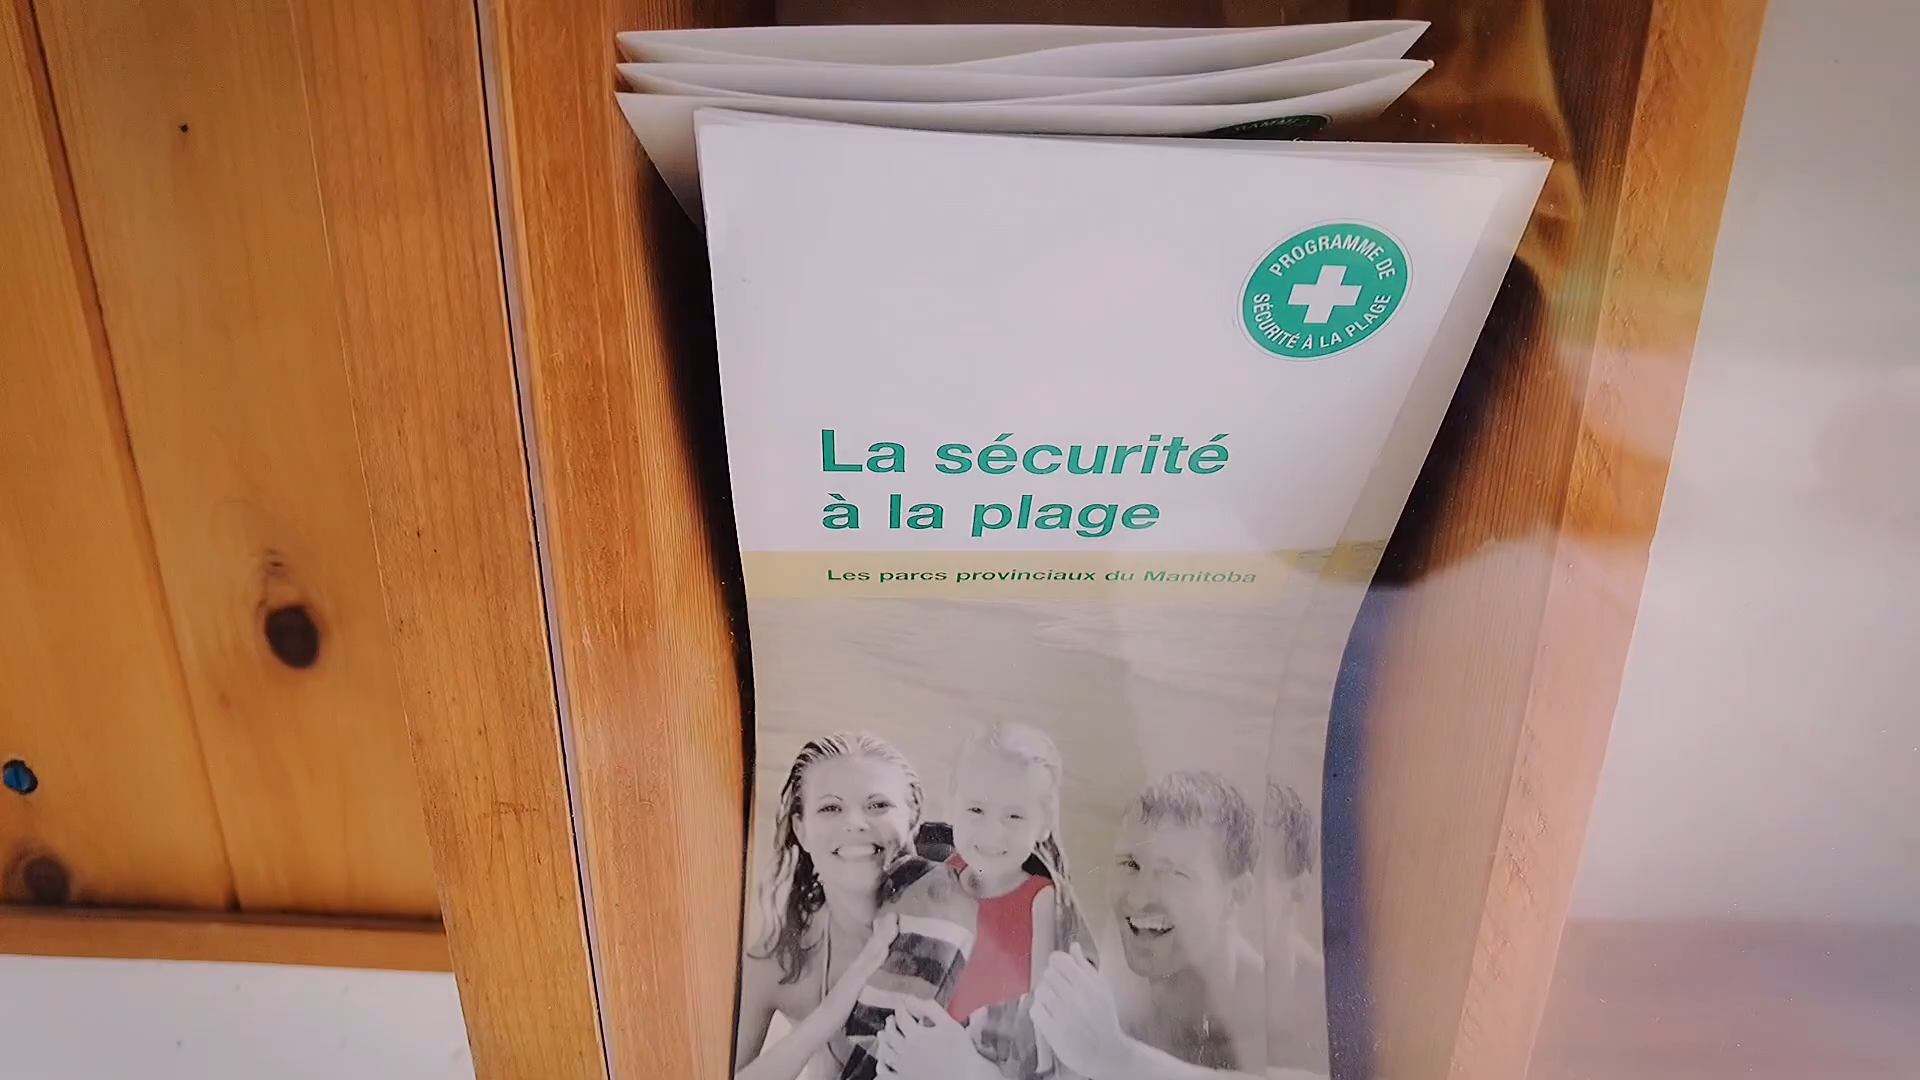 PROGRAMME DE
SÉCURITÉ À LA PLAGE
La sécurité
à la plage
Les parcs provinciaux du Manitoba